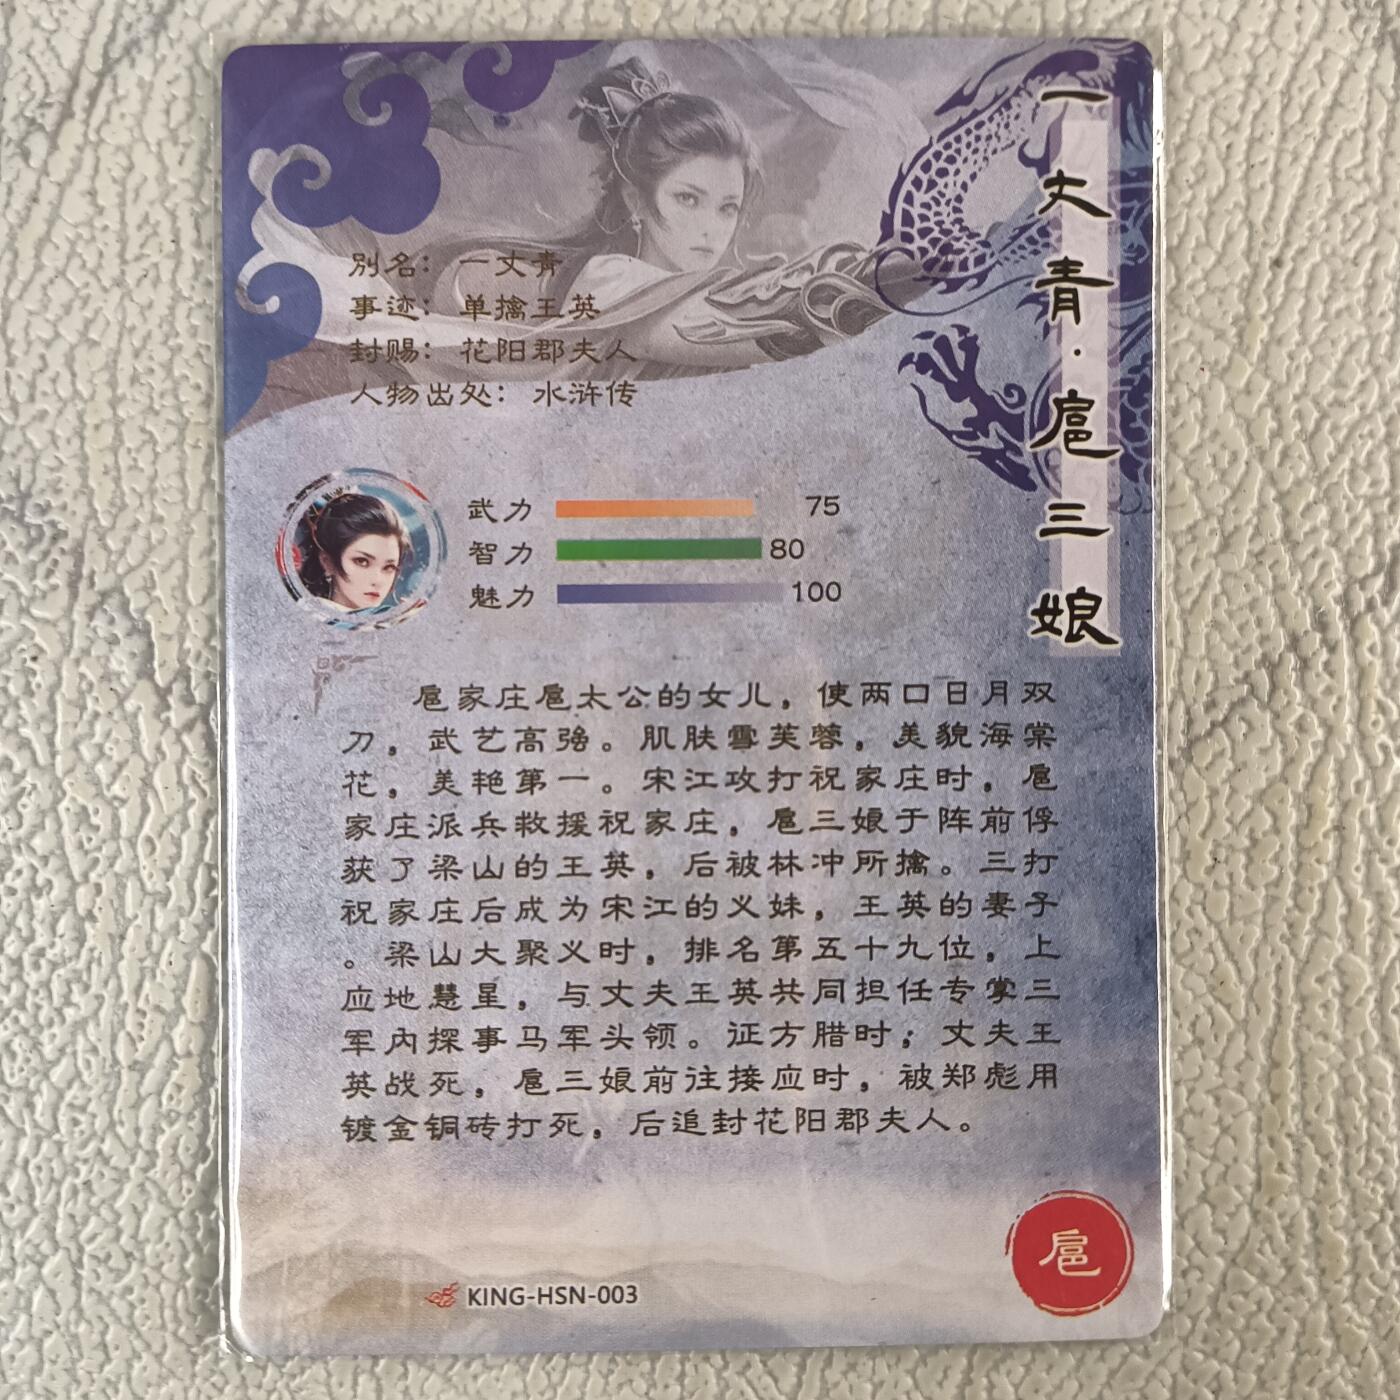 一丈青·扈三娘
别名：一丈青
事迹：单擒王英
封赐：花阳郡夫人
人物出处：水浒传
武力 75
智力 80
魅力 100
扈家庄扈太公的女儿，使两口日月双
刀，武艺高强。肌肤雪芙蓉，美貌海棠
花，美艳第一。宋江攻打祝家庄时，扈
家庄派兵救援祝家庄，扈三娘于阵前俘
获了梁山的王英，后被林冲所擒。三打
祝家庄后成为宋江的义妹，王英的妻子
。梁山大聚义时，排名第五十九位，上
应地慧星，与丈夫王英共同担任专掌三
军内探事马军头领。证方腊时；丈夫王
英战死，扈三娘前往接应时，被郑彪用
镀金铜砖打死，后追封花阳郡夫人。
扈
KING-HSN-003